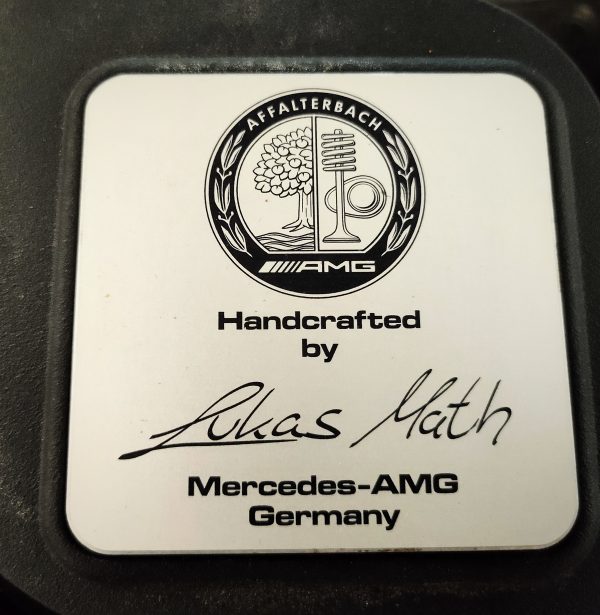 AFFALTERBACH
AMG
Handcrafted
by
Lukas Math
Mercedes-AMG
Germany